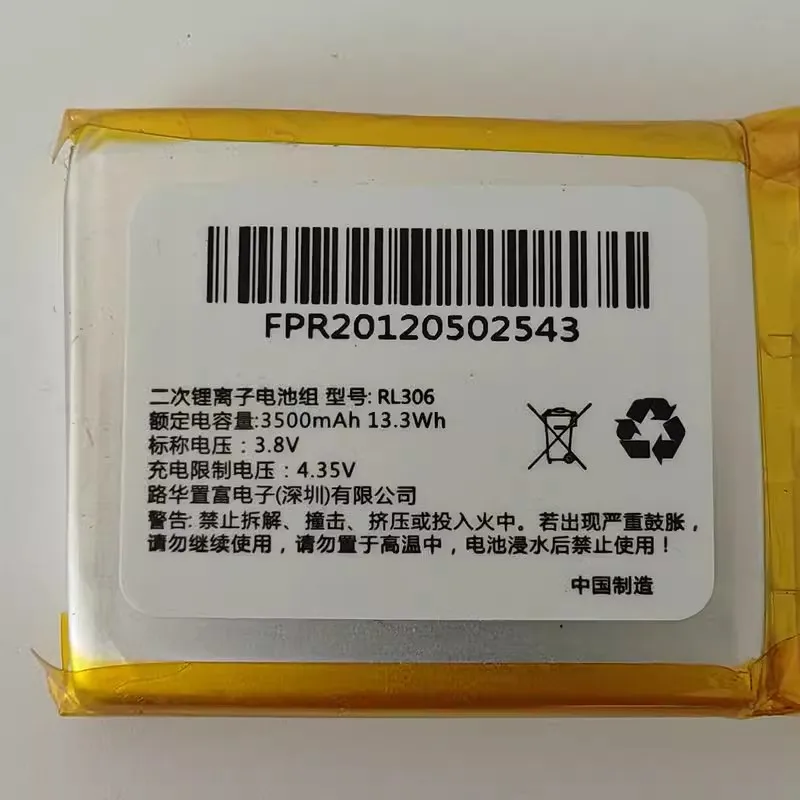 FPR20120502543
二次锂离子电池组 型号: RL306
额定电容量:3500mAh 13.3Wh
标称电压：3.8V
充电限制电压：4.35V
路华置富电子(深圳)有限公司
警告: 禁止拆解、撞击、挤压或投入火中。若出现严重鼓胀，
请勿继续使用，请勿置于高温中，电池浸水后禁止使用！
中国制造